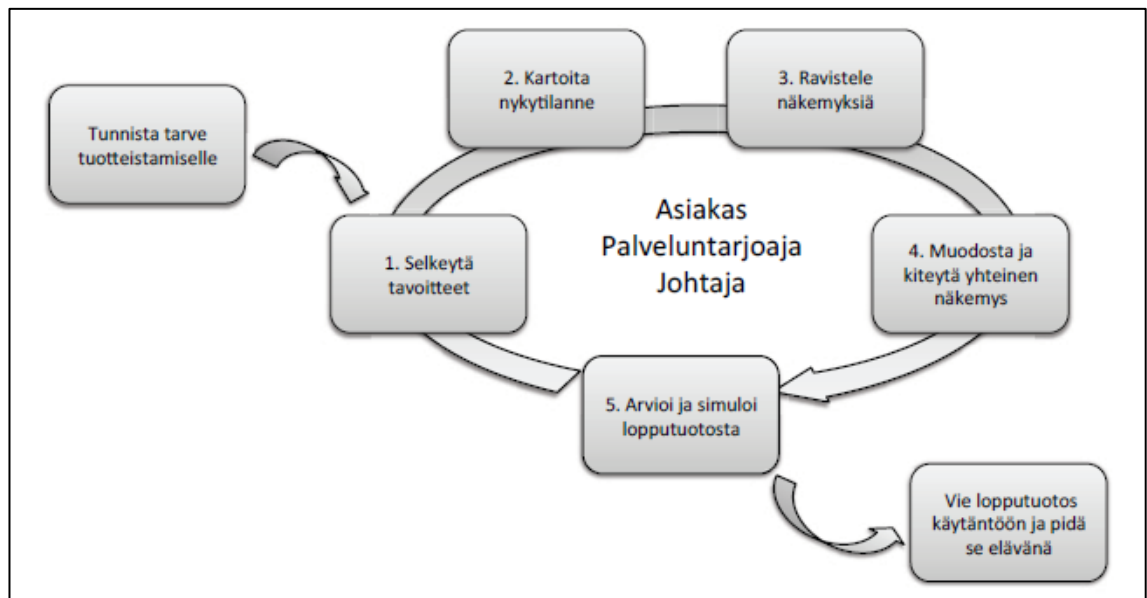 Tunnista tarve
tuotteistamiselle
1. Selkeytä
tavoitteet
2. Kartoita
nykytilanne
3. Ravistele
näkemyksiä
4. Muodosta ja
kiteytä yhteinen
näkemys
5. Arvioi ja simuloi
lopputuotosta
Vie lopputuotos
käytäntöön ja pidä
se elävänä
Asiakas
Palveluntarjoaja
Johtaja